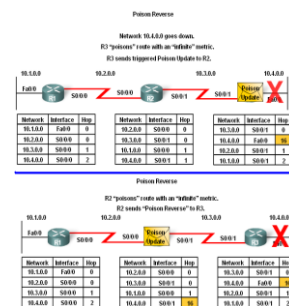 Poison Reverse
Network 10.4.0.0 goes down.
R3 "poisons" route with an "infinite" metric.
R3 sends triggered Poison Update to R2.
10.1.0.0 10.2.0.0 10.3.0.0 10.4.0.0
Fa0/0 S0/0/0 S0/0/0 S0/0/1 S0/0/1 Poison
Update
R2
Network Interface Hop Network Interface Hop Network Interface Hop
10.1.0.0 Fa0/0 0 10.2.0.0 S0/0/0 0 10.3.0.0 S0/0/1 0
10.2.0.0 S0/0/0 0 10.3.0.0 S0/0/1 0 10.4.0.0 Fa0/0 16
10.3.0.0 S0/0/0 1 10.1.0.0 S0/0/0 1 10.2.0.0 S0/0/1 1
10.4.0.0 S0/0/0 2 10.4.0.0 S0/0/1 1 10.1.0.0 S0/0/1 2
Poison Reverse
R2 "poisons" route with an "infinite" metric.
R2 sends "Poison Reverse" to R3.
10.1.0.0 10.2.0.0 10.3.0.0 10.4.0.0
Fa0/0 S0/0/0 S0/0/0 Poison S0/0/1 S0/0/1
Update
R2
Network Interface Hop Network Interface Hop Network Interface
10.1.0.0 Fa0/0 0 10.2.0.0 S0/0/0 0 10.3.0.0 S0/0/1 0
10.2.0.0 S0/0/0 0 10.3.0.0 S0/0/1 0 10.4.0.0 Fa0/0
10.3.0.0 S0/0/0 1 10.1.0.0 S0/0/0 1 10.2.0.0 S0/0/1 1
10.4.0.0 S0/0/0 2 10.4.0.0 S0/0/1 16 10.1.0.0 S0/0/1 2